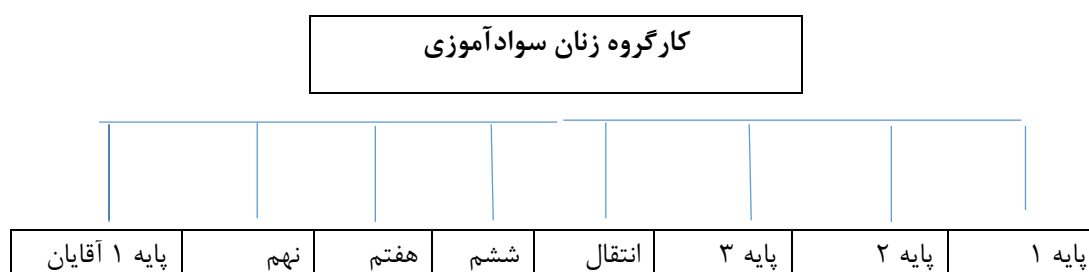 کارگروه زنان سوادآموزی
پایه ۱ پایه ۲ پایه ۳ انتقال ششم هفتم نهم پایه ۱ آقایان